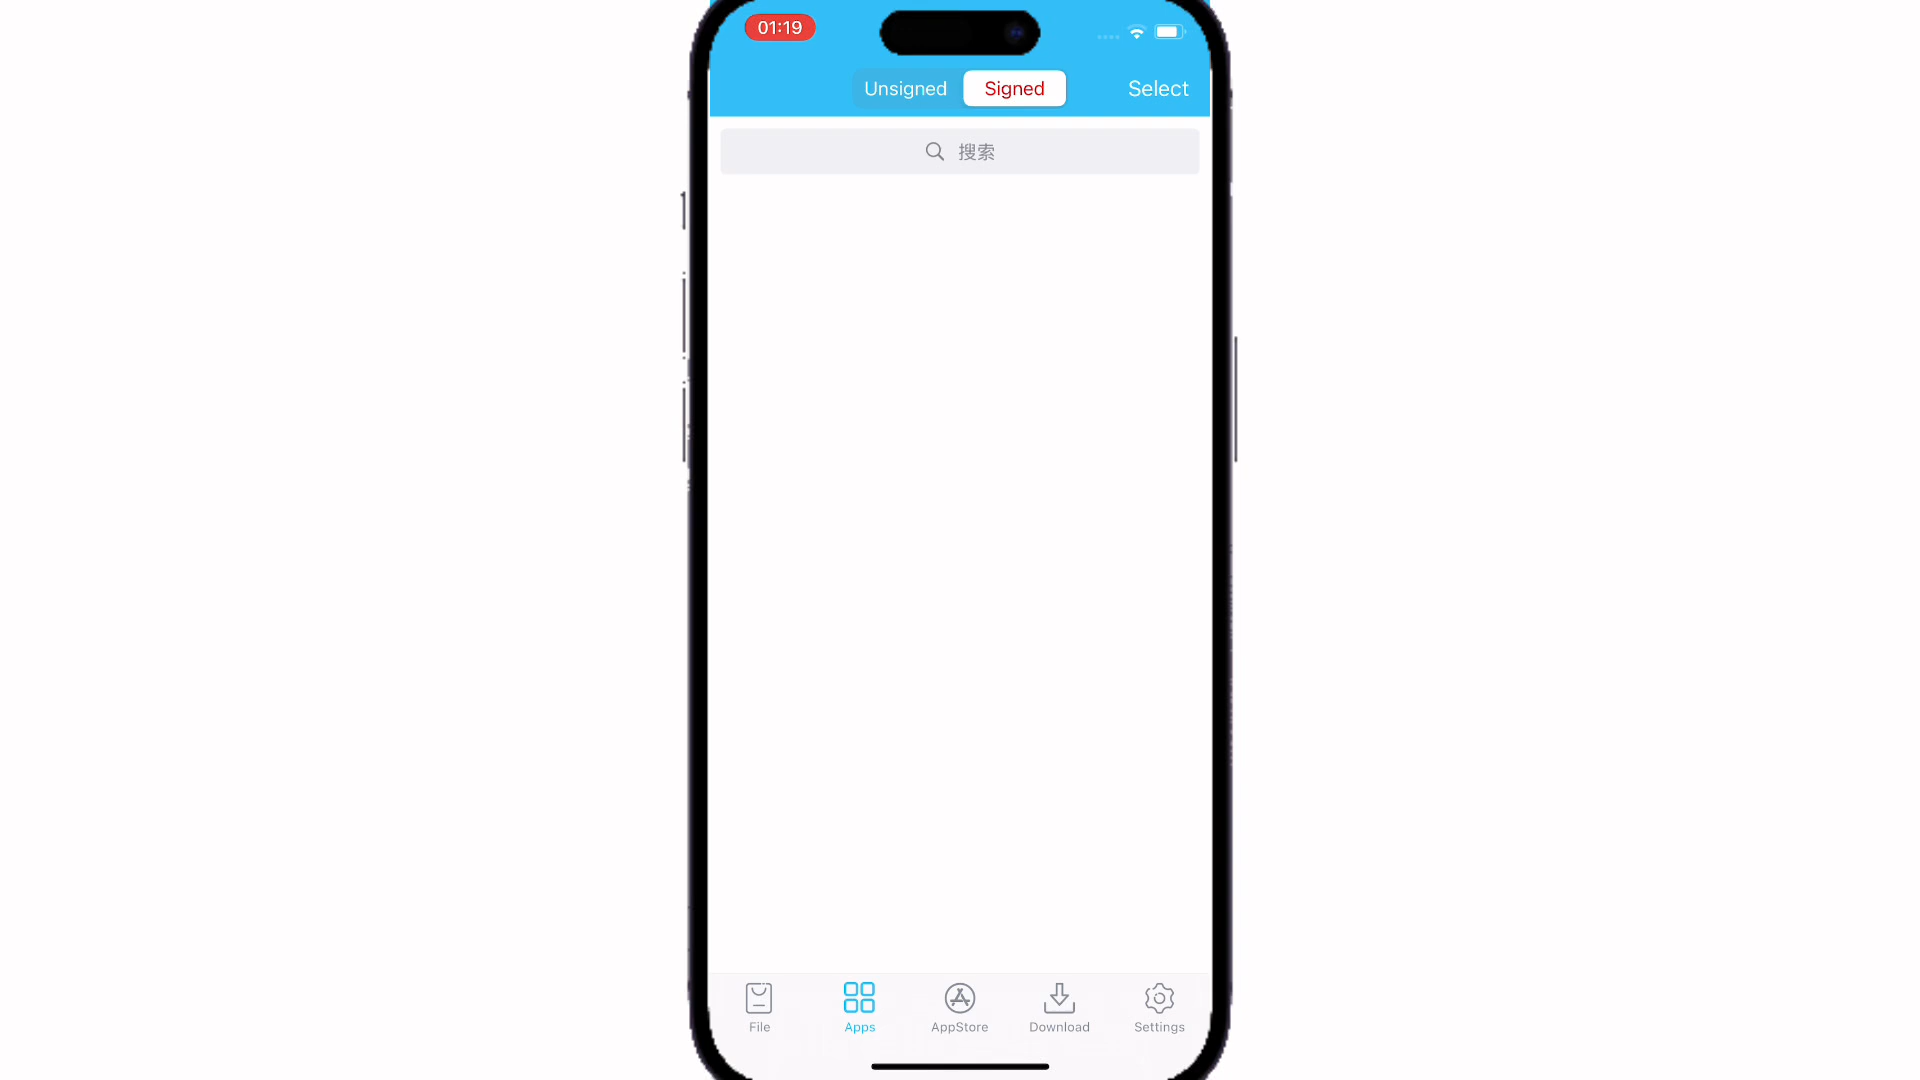 01:19
Unsigned
Signed
Select
搜索
File
Apps
AppStore
Download
Settings